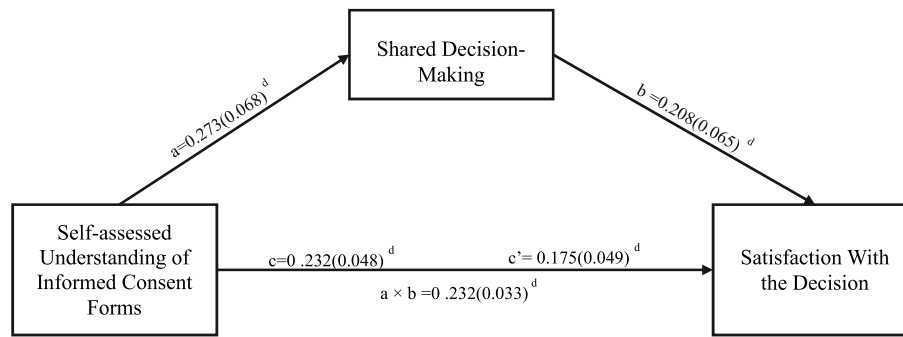 Shared Decision-
Making
a=0.273(0.068) d
b =0.208(0.065) d
Self-assessed
Understanding of
Informed Consent
Forms
c=0 .232(0.048) d
c’= 0.175(0.049) d
a × b =0 .232(0.033) d
Satisfaction With
the Decision